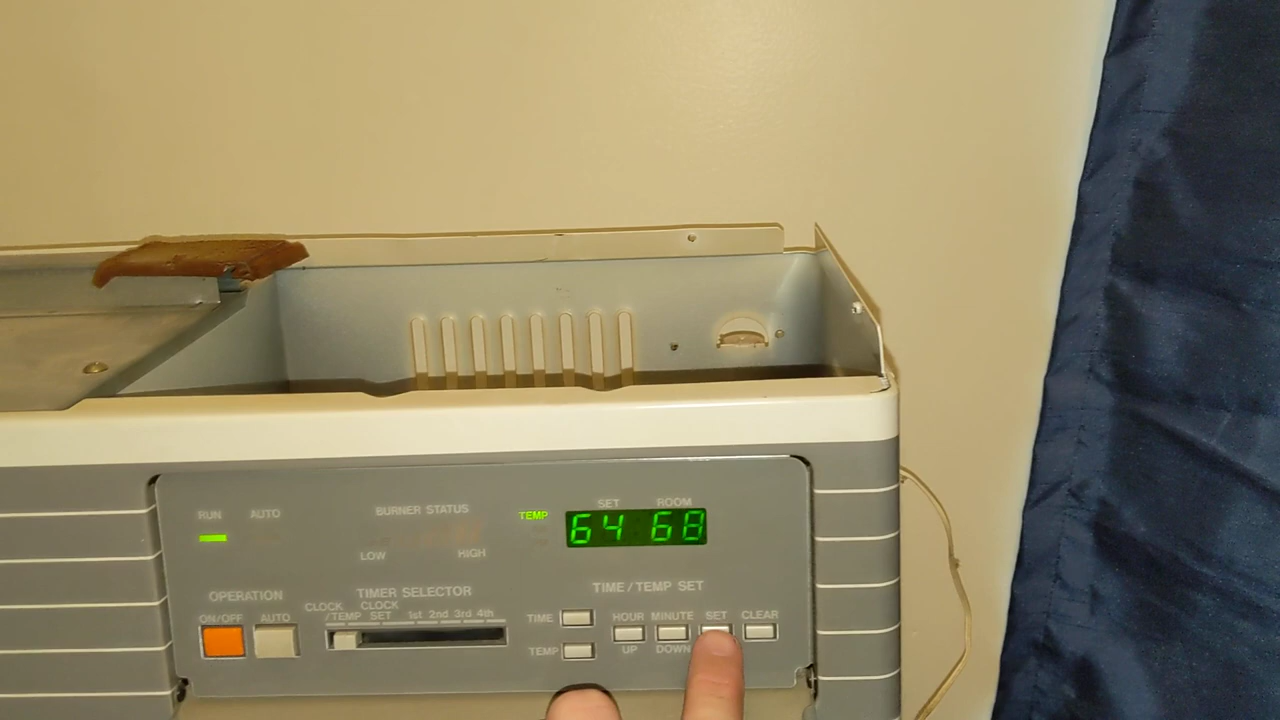 RUN AUTO
BURNER STATUS
LOW HIGH
TEMP
SET ROOM
64 68
OPERATION
ON/OFF AUTO
TIMER SELECTOR
CLOCK /TEMP CLOCK SET 1st 2nd 3rd 4th
TIME/TEMP SET
TIME HOUR MINUTE SET CLEAR
TEMP UP DOWN